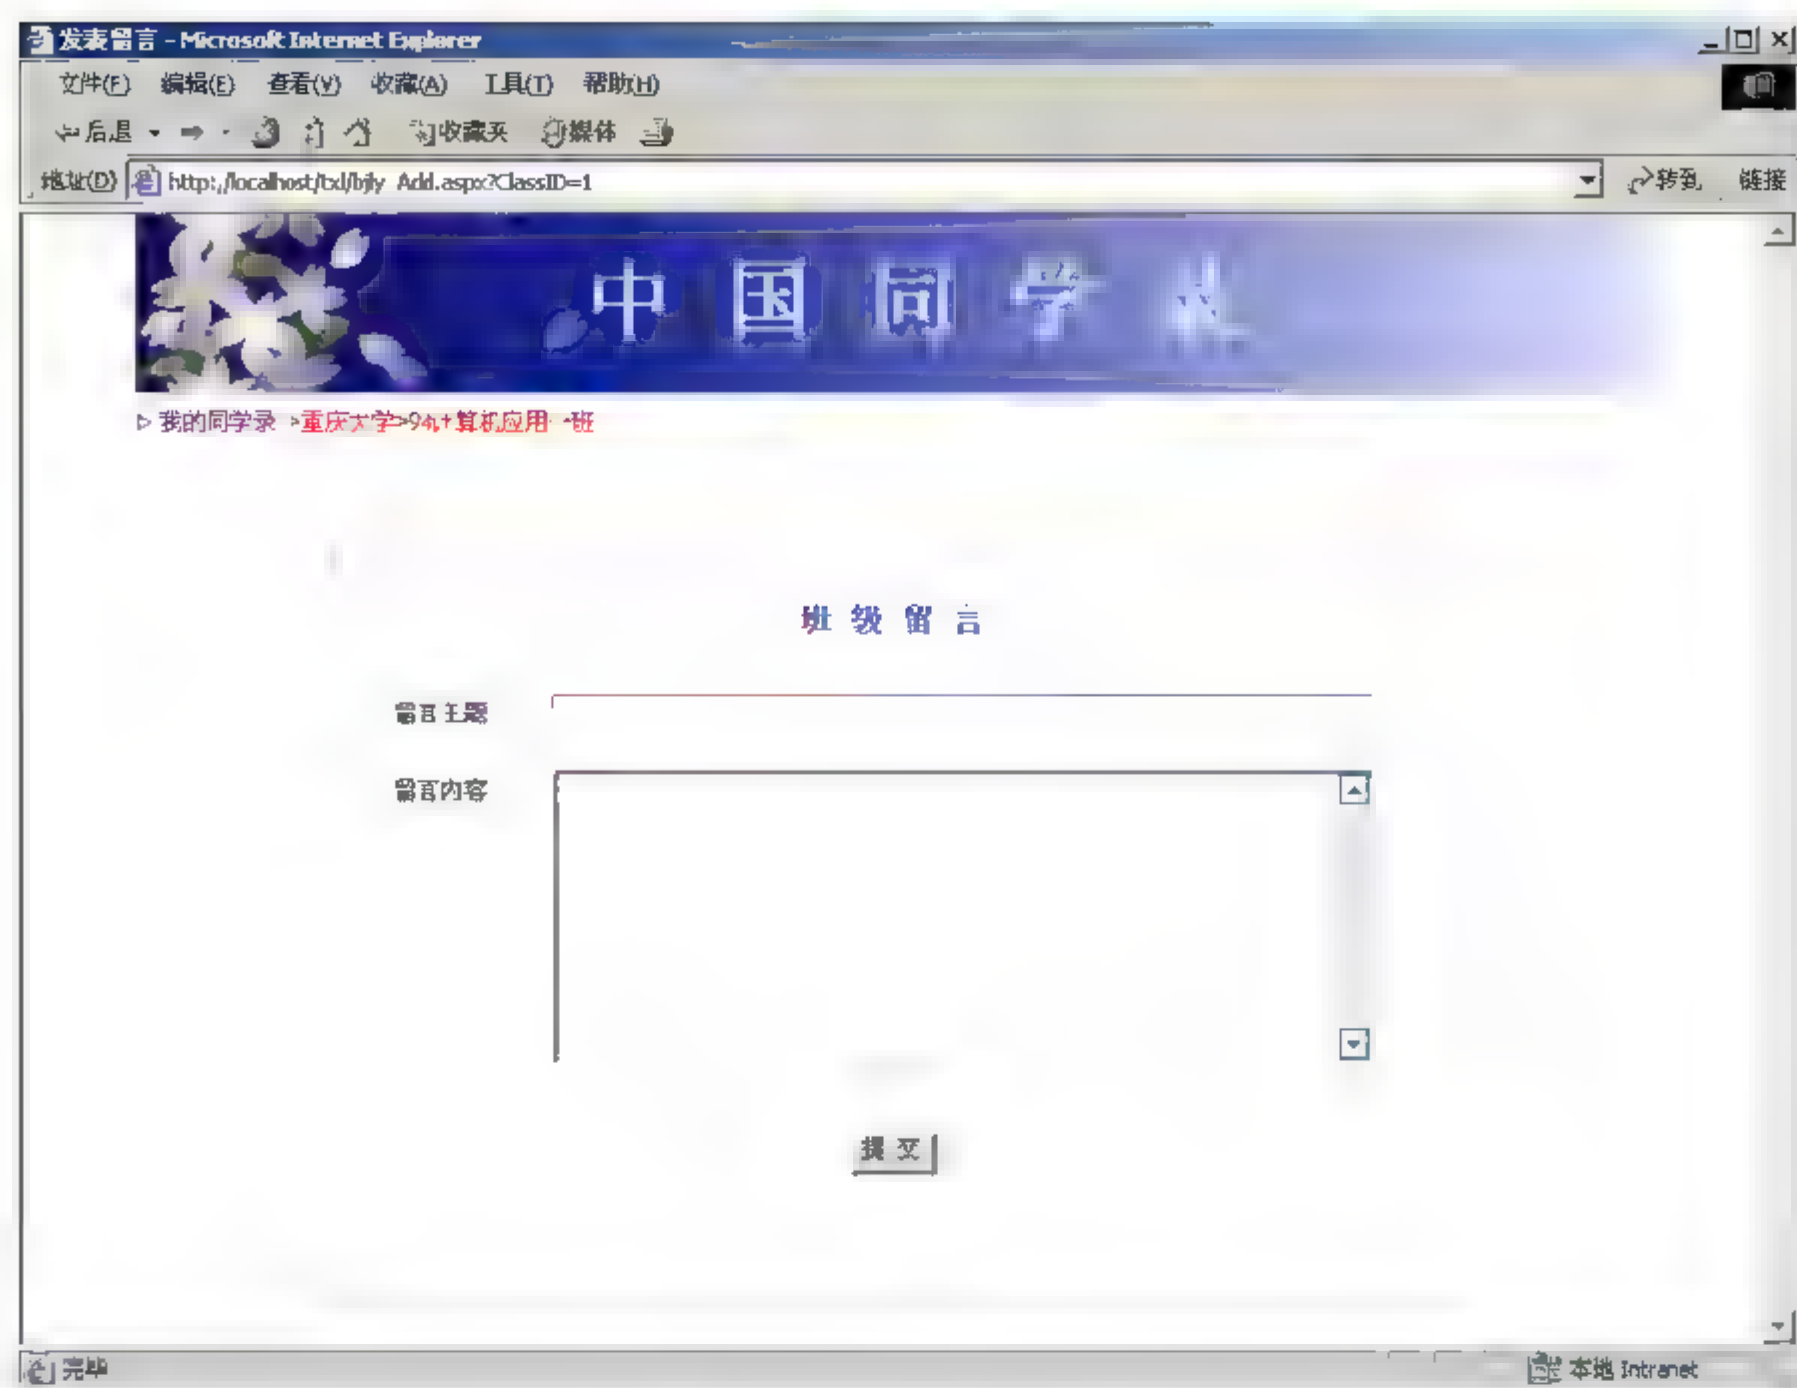 发表留言 - Microsoft Internet Explorer
文件(F) 编辑(E) 查看(V) 收藏(A) 工具(T) 帮助(H)
后退 收藏夹 媒体
地址(D) http://localhost/txl/bjly_Add.aspx?ClassID=1 转到 链接
中国同学录
我的同学录 >重庆大学>94计算机应用一班
班 级 留 言
留言主题
留言内容
提 交
完毕 本地 Intranet